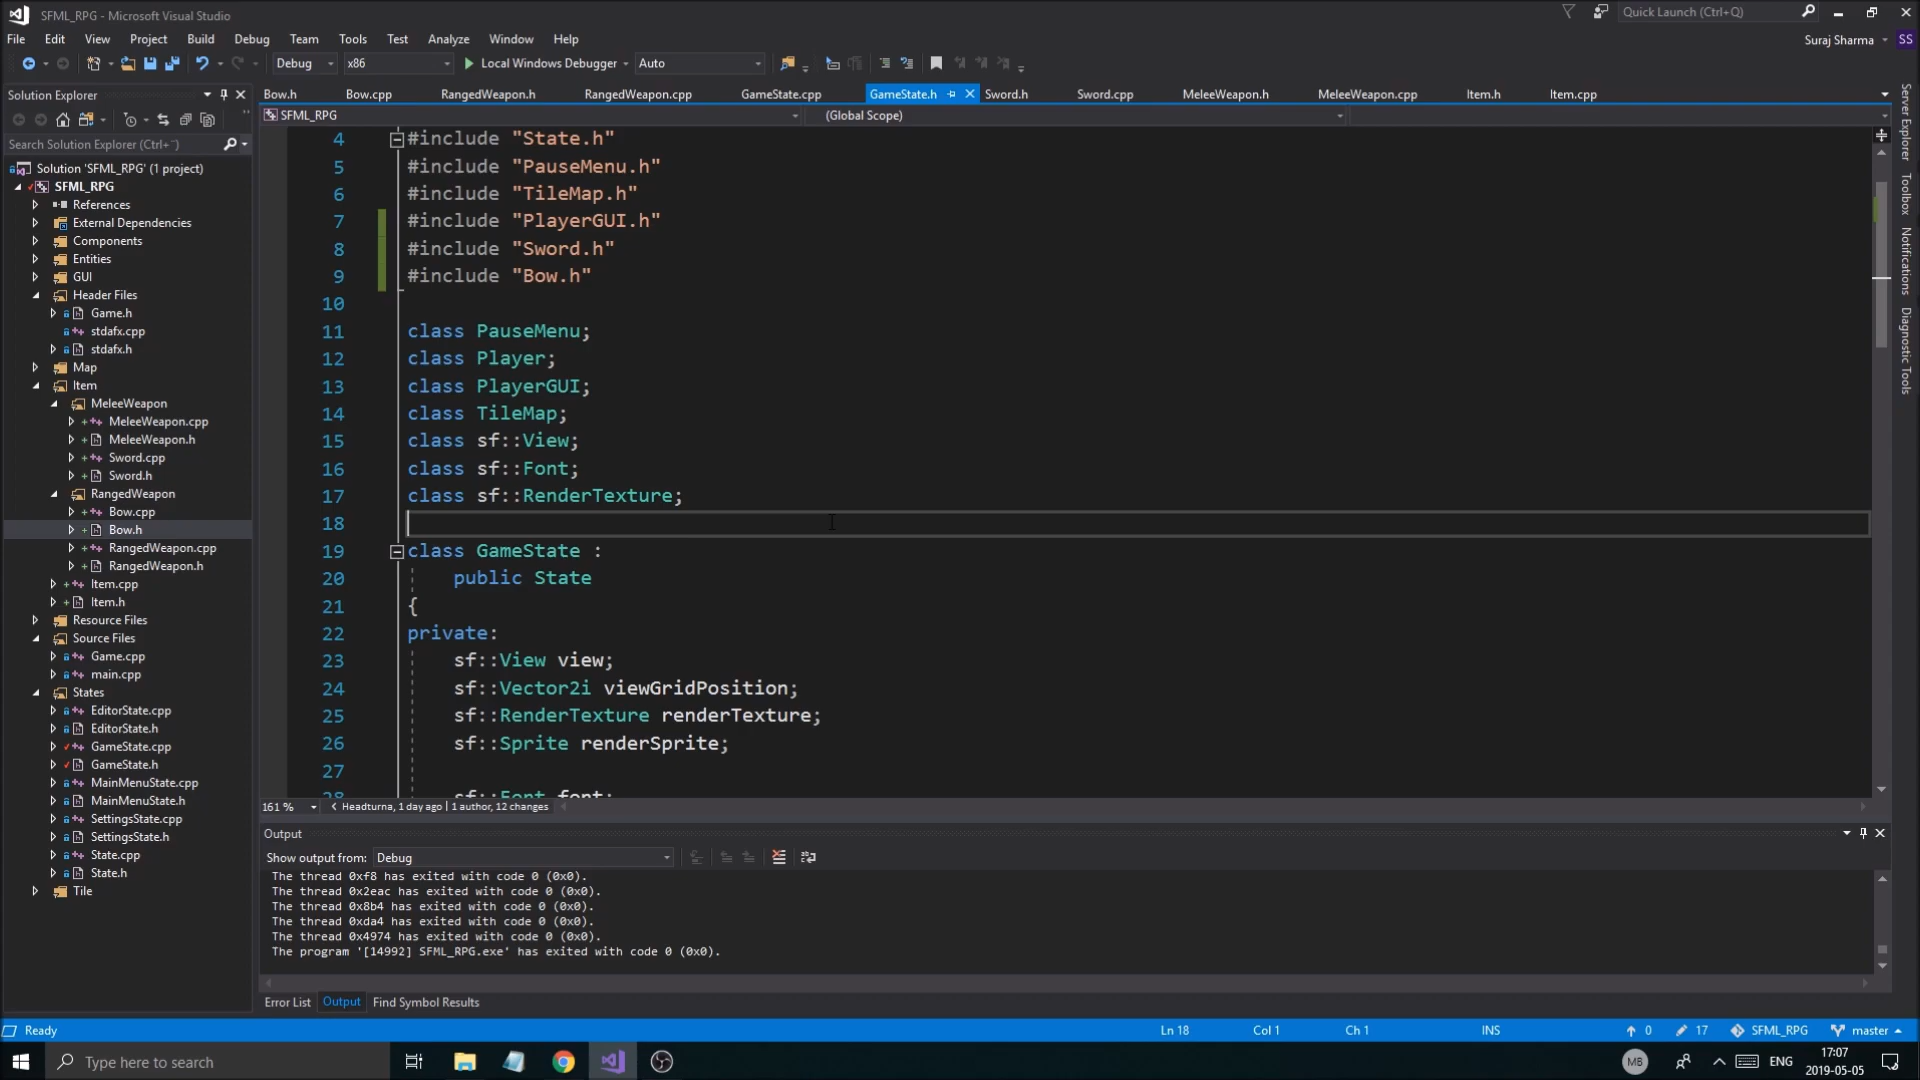 SFML_RPG - Microsoft Visual Studio
Quick Launch (Ctrl+Q)
File Edit View Project Build Debug Team Tools Test Analyze Window Help
Suraj Sharma SS
Debug x86 Local Windows Debugger Auto
Solution Explorer
Bow.h Bow.cpp RangedWeapon.h RangedWeapon.cpp GameState.cpp GameState.h Sword.h Sword.cpp MeleeWeapon.h MeleeWeapon.cpp Item.h Item.cpp
SFML_RPG (Global Scope)
Search Solution Explorer (Ctrl+¨)
Solution 'SFML_RPG' (1 project)
SFML_RPG
References
External Dependencies
Components
Entities
GUI
Header Files
Game.h
stdafx.cpp
stdafx.h
Map
Item
MeleeWeapon
MeleeWeapon.cpp
MeleeWeapon.h
Sword.cpp
Sword.h
RangedWeapon
Bow.cpp
Bow.h
RangedWeapon.cpp
RangedWeapon.h
Item.cpp
Item.h
Resource Files
Source Files
Game.cpp
main.cpp
States
EditorState.cpp
EditorState.h
GameState.cpp
GameState.h
MainMenuState.cpp
MainMenuState.h
SettingsState.cpp
SettingsState.h
State.cpp
State.h
Tile
4 #include "State.h"
5 #include "PauseMenu.h"
6 #include "TileMap.h"
7 #include "PlayerGUI.h"
8 #include "Sword.h"
9 #include "Bow.h"
10
11 class PauseMenu;
12 class Player;
13 class PlayerGUI;
14 class TileMap;
15 class sf::View;
16 class sf::Font;
17 class sf::RenderTexture;
18
19 class GameState :
20 public State
21 {
22 private:
23 sf::View view;
24 sf::Vector2i viewGridPosition;
25 sf::RenderTexture renderTexture;
26 sf::Sprite renderSprite;
27
28 sf::Font font;
161 % Headturna, 1 day ago | 1 author, 12 changes
Server Explorer
Toolbox
Notifications
Diagnostic Tools
Output
Show output from: Debug
The thread 0xf8 has exited with code 0 (0x0).
The thread 0x2eac has exited with code 0 (0x0).
The thread 0x8b4 has exited with code 0 (0x0).
The thread 0xda4 has exited with code 0 (0x0).
The thread 0x4974 has exited with code 0 (0x0).
The program '[14992] SFML_RPG.exe' has exited with code 0 (0x0).
Error List Output Find Symbol Results
Ready Ln 18 Col 1 Ch 1 INS 0 17 SFML_RPG master
Type here to search
MB ENG
17:07
2019-05-05